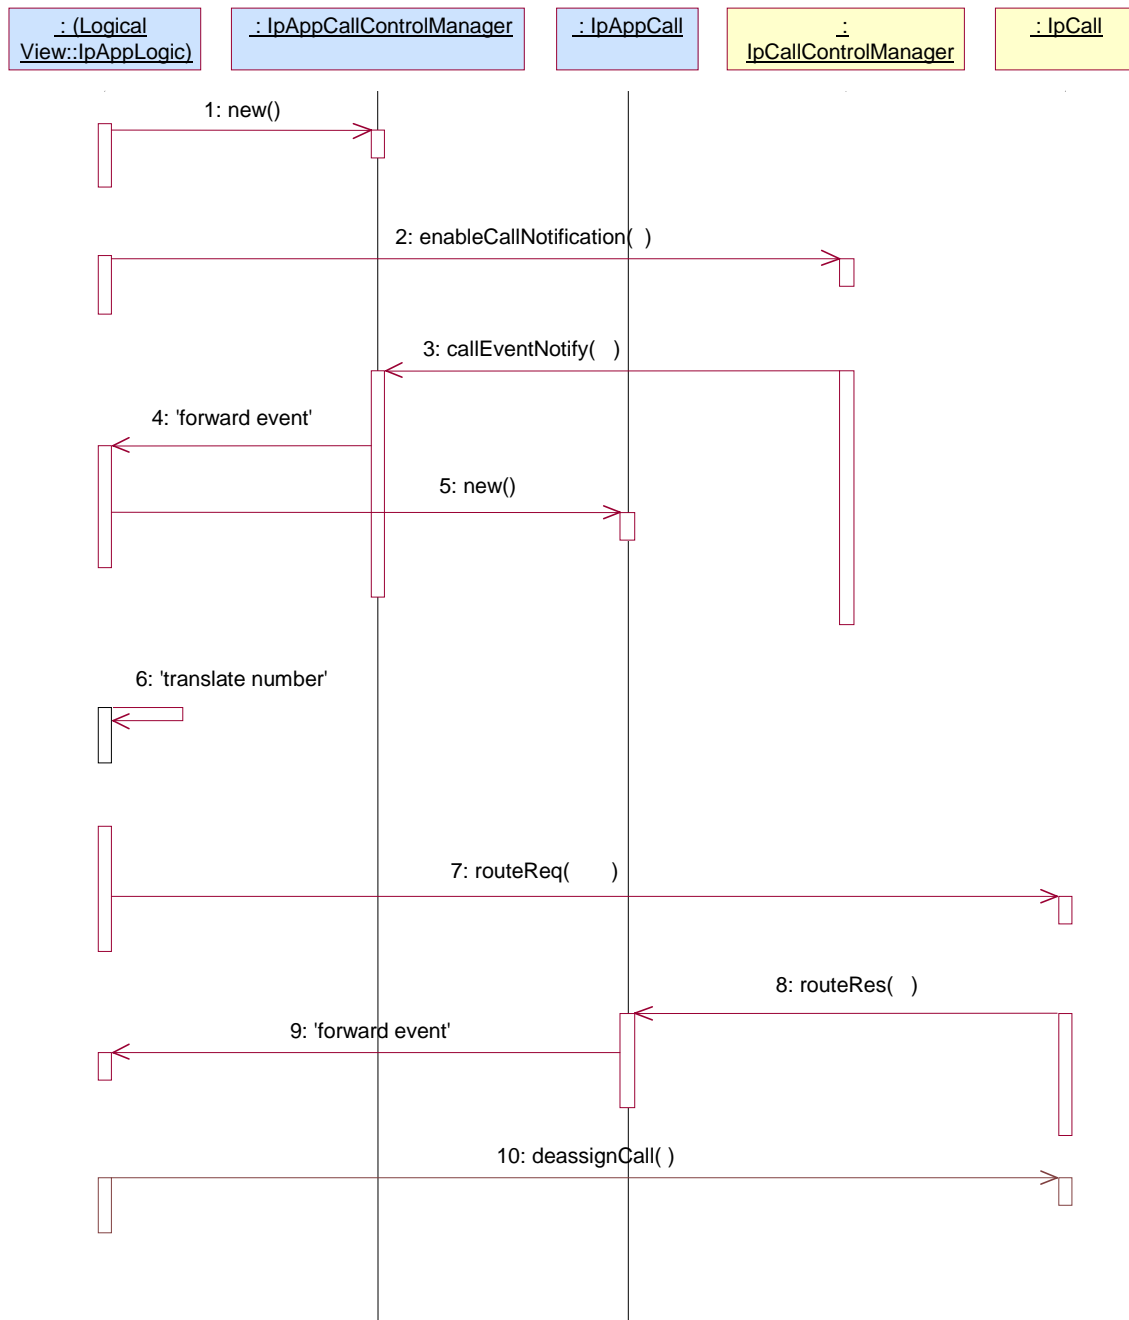 : (Logical
View::IpAppLogic)
: IpAppCallControlManager
: IpAppCall
:
IpCallControlManager
: IpCall
1: new()
2: enableCallNotification( )
3: callEventNotify( )
4: 'forward event'
5: new()
6: 'translate number'
7: routeReq( )
8: routeRes( )
9: 'forward event'
10: deassignCall( )